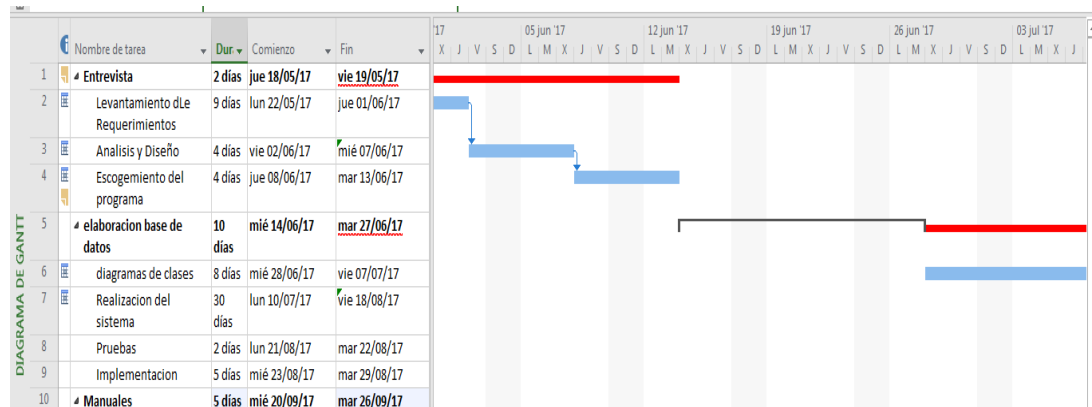 '17
05 jun '17
12 jun '17
19 jun '17
26 jun '17
03 jul '17
Nombre de tarea Dur. Comienzo Fin
X J V S D L M X J V S D L M X J V S D L M X J V S D L M X J V S D L M X J
1 Entrevista 2 días jue 18/05/17 vie 19/05/17
2 Levantamiento dLe 9 días lun 22/05/17 jue 01/06/17
Requerimientos
3 Analisis y Diseño 4 días vie 02/06/17 mié 07/06/17
4 Escogemiento del 4 días jue 08/06/17 mar 13/06/17
programa
5 elaboracion base de 10 mié 14/06/17 mar 27/06/17
datos días
6 diagramas de clases 8 días mié 28/06/17 vie 07/07/17
7 Realizacion del 30 lun 10/07/17 vie 18/08/17
sistema días
8 Pruebas 2 días lun 21/08/17 mar 22/08/17
9 Implementacion 5 días mié 23/08/17 mar 29/08/17
10 Manuales 5 días mié 20/09/17 mar 26/09/17
DIAGRAMA DE GANTT